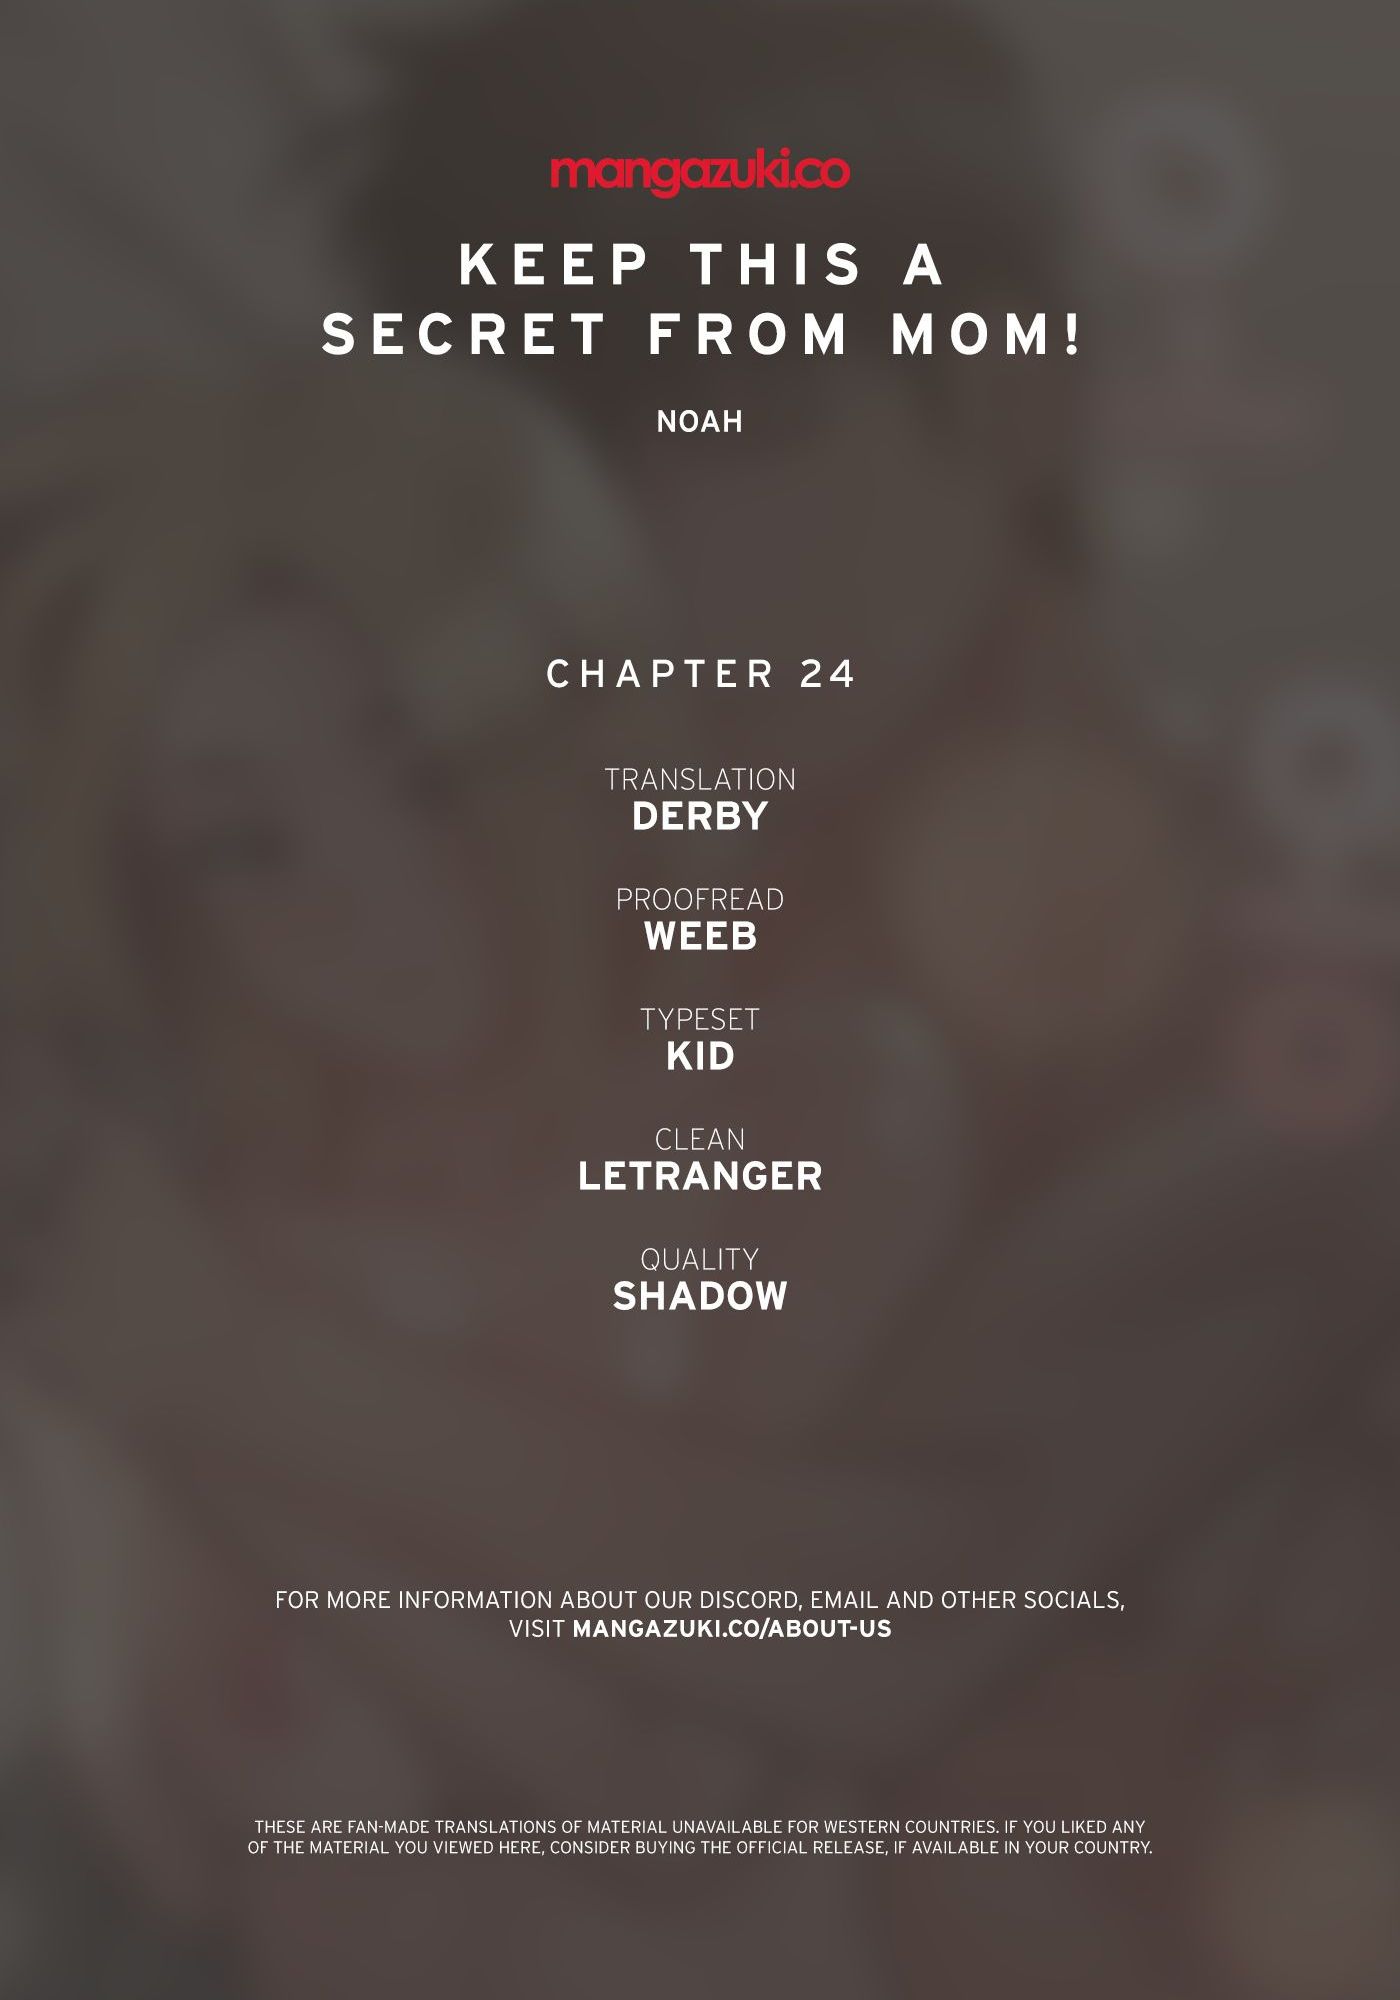 mangazuki.co
KEEP THIS A
SECRET FROM MOM!
NOAH
CHAPTER 24
TRANSLATION
DERBY
PROOFREAD
WEEB
TYPESET
KID
CLEAN
LETRANGER
QUALITY
SHADOW
FOR MORE INFORMATION ABOUT OUR DISCORD, EMAIL AND OTHER SOCIALS,
VISIT MANGAZUKI.CO/ABOUT-US
THESE ARE FAN-MADE TRANSLATIONS OF MATERIAL UNAVAILABLE FOR WESTERN COUNTRIES. IF YOU LIKED ANY
OF THE MATERIAL YOU VIEWED HERE, CONSIDER BUYING THE OFFICIAL RELEASE, IF AVAILABLE IN YOUR COUNTRY.